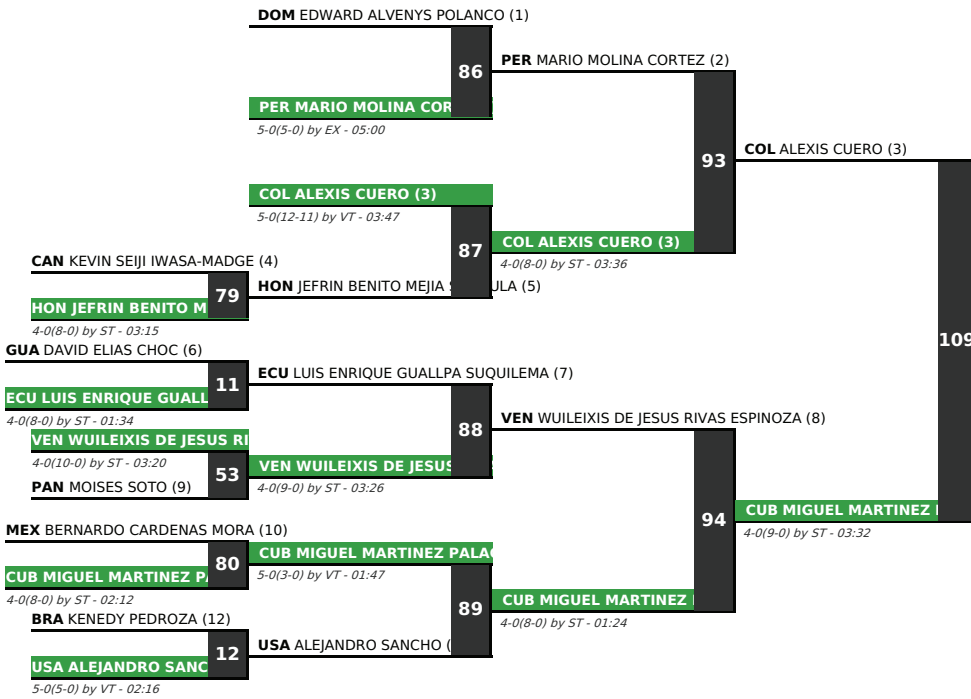 DOM EDWARD ALVENYS POLANCO (1)
86
PER MARIO MOLINA COR
5-0(5-0) by EX - 05:00
PER MARIO MOLINA CORTEZ (2)
93
COL ALEXIS CUERO (3)
COL ALEXIS CUERO (3)
5-0(12-11) by VT - 03:47
87
COL ALEXIS CUERO (3)
4-0(8-0) by ST - 03:36
CAN KEVIN SEIJI IWASA-MADGE (4)
79
HON JEFRIN BENITO M
4-0(8-0) by ST - 03:15
HON JEFRIN BENITO MEJIA ULA (5)
109
GUA DAVID ELIAS CHOC (6)
11
ECU LUIS ENRIQUE GUALL
4-0(8-0) by ST - 01:34
ECU LUIS ENRIQUE GUALLPA SUQUILEMA (7)
88
VEN WUILEIXIS DE JESUS RI
4-0(10-0) by ST - 03:20
53
PAN MOISES SOTO (9)
VEN WUILEIXIS DE JESUS
4-0(9-0) by ST - 03:26
VEN WUILEIXIS DE JESUS RIVAS ESPINOZA (8)
94
CUB MIGUEL MARTINEZ
4-0(9-0) by ST - 03:32
MEX BERNARDO CARDENAS MORA (10)
80
CUB MIGUEL MARTINEZ PA
4-0(8-0) by ST - 02:12
CUB MIGUEL MARTINEZ PALA
5-0(3-0) by VT - 01:47
89
CUB MIGUEL MARTINEZ
4-0(8-0) by ST - 01:24
BRA KENEDY PEDROZA (12)
12
USA ALEJANDRO SANC
5-0(5-0) by VT - 02:16
USA ALEJANDRO SANCHO (